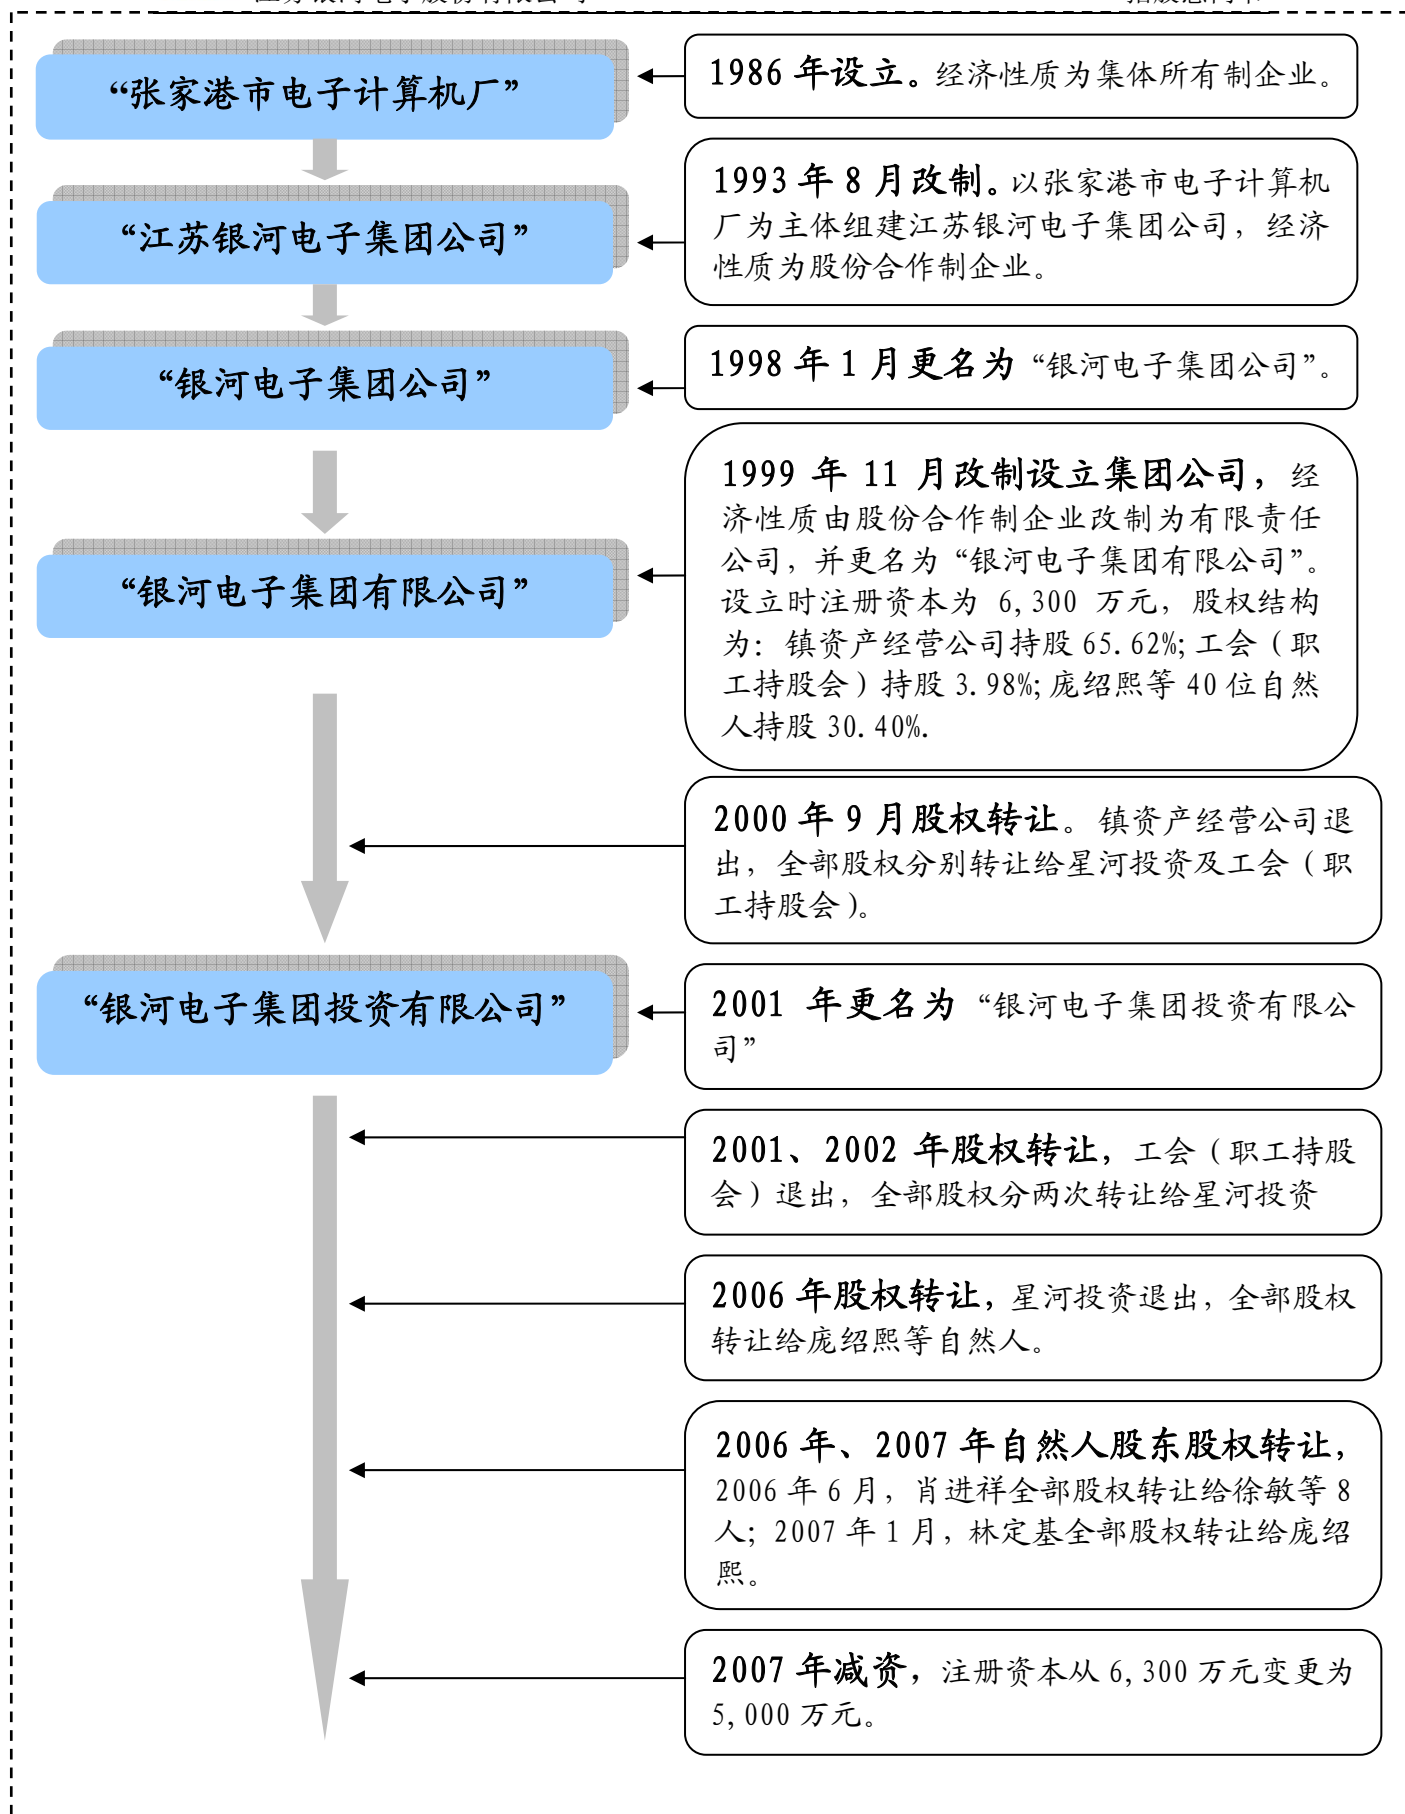 “张家港市电子计算机厂”
1986 年设立。经济性质为集体所有制企业。
“江苏银河电子集团公司”
1993 年 8 月改制。以张家港市电子计算机
厂为主体组建江苏银河电子集团公司，经济
性质为股份合作制企业。
“银河电子集团公司”
1998 年 1 月更名为 “银河电子集团公司”。
“银河电子集团有限公司”
1999 年 11 月改制设立集团公司，经
济性质由股份合作制企业改制为有限责任
公司，并更名为“银河电子集团有限公司”。
设立时注册资本为 6,300 万元，股权结构
为：镇资产经营公司持股 65.62%;工会（职
工持股会）持股 3.98%;庞绍熙等 40 位自然
人持股 30.40%.
2000 年 9 月股权转让。镇资产经营公司退
出，全部股权分别转让给星河投资及工会（职
工持股会）。
“银河电子集团投资有限公司”
2001 年更名为 “银河电子集团投资有限公
司”
2001、2002 年股权转让，工会（职工持股
会）退出，全部股权分两次转让给星河投资
2006 年股权转让，星河投资退出，全部股权
转让给庞绍熙等自然人。
2006 年、2007 年自然人股东股权转让，
2006 年 6 月，肖进祥全部股权转让给徐敏等 8
人；2007 年 1 月，林定基全部股权转让给庞绍
熙。
2007 年减资，注册资本从 6,300 万元变更为
5,000 万元。